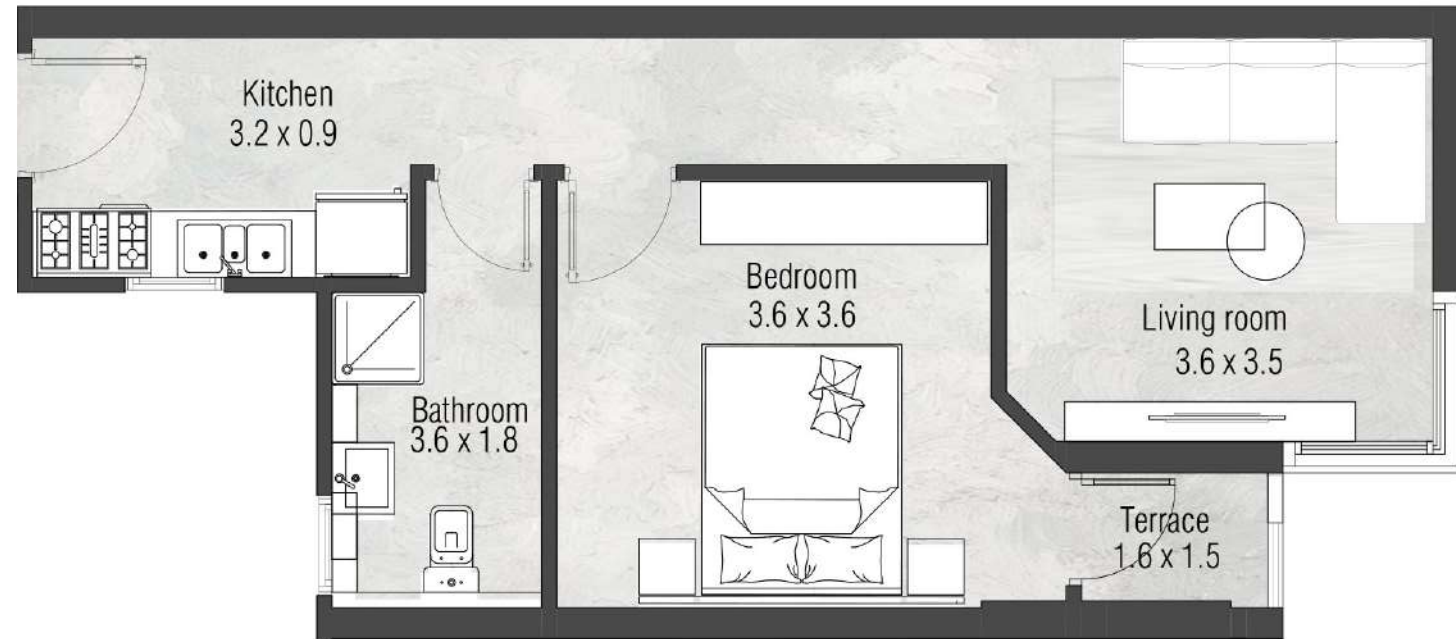 Kitchen
3.2 x 0.9
Bedroom
3.6 x 3.6
Living room
3.6 x 3.5
Bathroom
3.6 x 1.8
Terrace
1.6 x 1.5